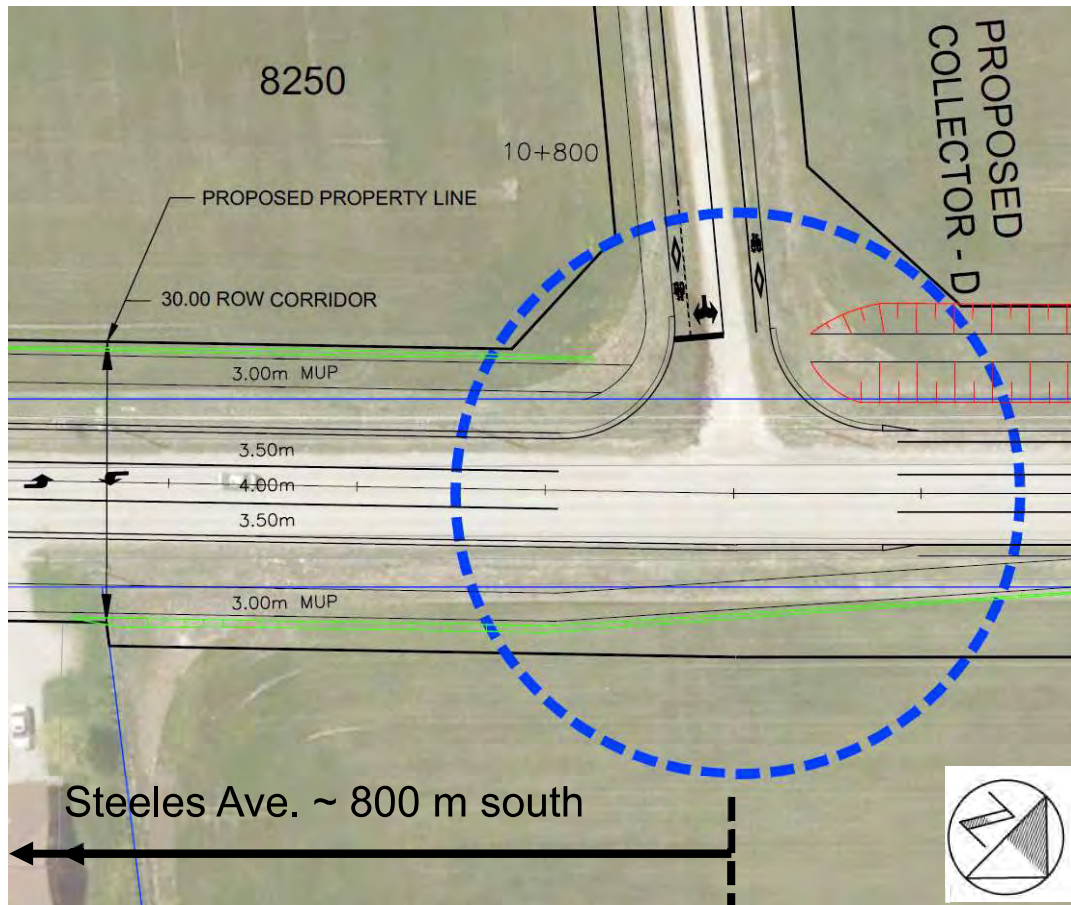 8250
10+800
PROPOSED
COLLECTOR - D
PROPOSED PROPERTY LINE
30.00 ROW CORRIDOR
3.00m MUP
3.50m
4.00m
3.50m
3.00m MUP
Steeles Ave. ~ 800 m south
N